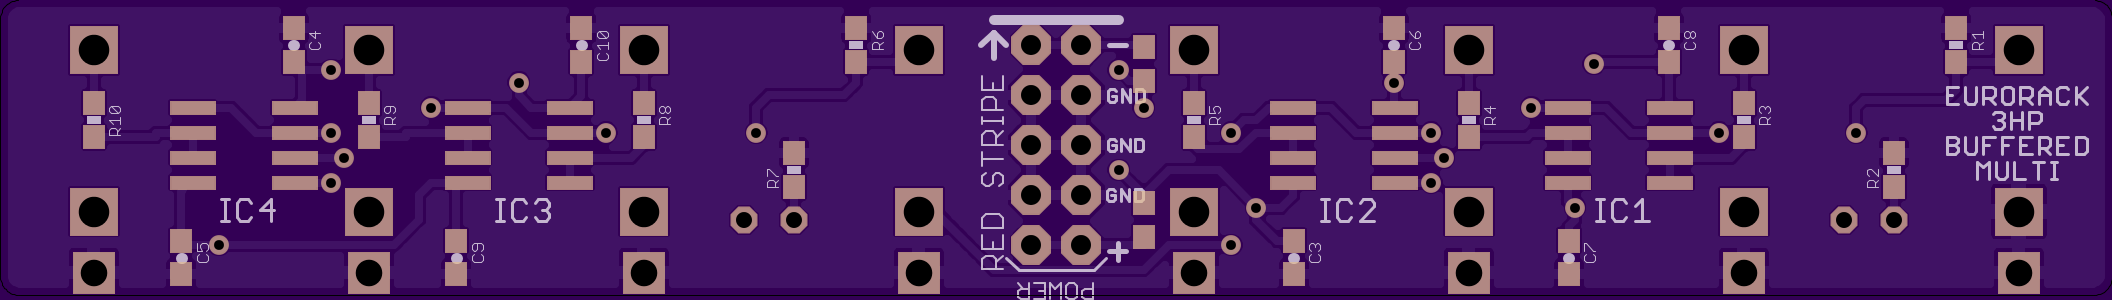 C4
C10
R6
RED STRIPE
−
GND
GND
GND
+
POWER
C6
C8
R1
R10
R9
R8
R5
R4
R3
EURORACK
3HP
BUFFERED
MULTI
R7
R2
IC4
IC3
IC2
IC1
C5
C9
C3
C7